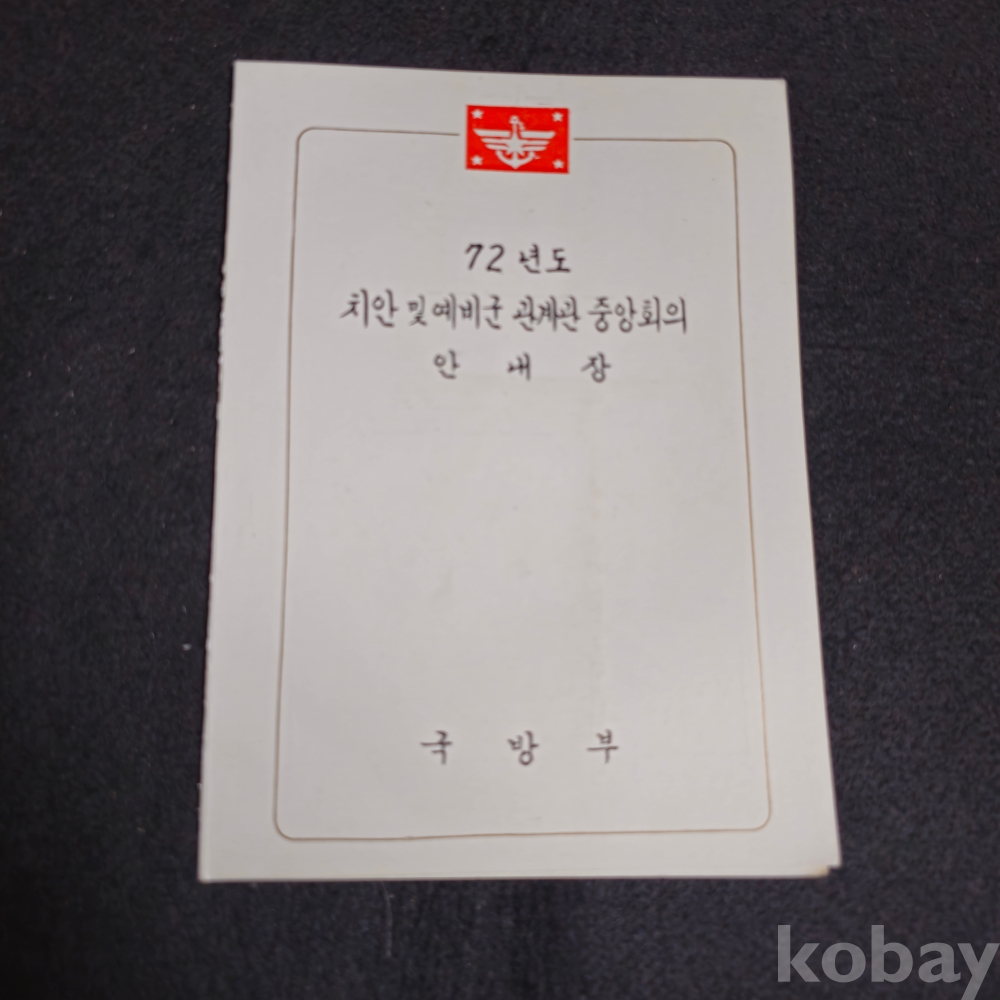 72년도
치안 및 예비군 관계관 중앙회의
안 내 장
국 방 부
kobay